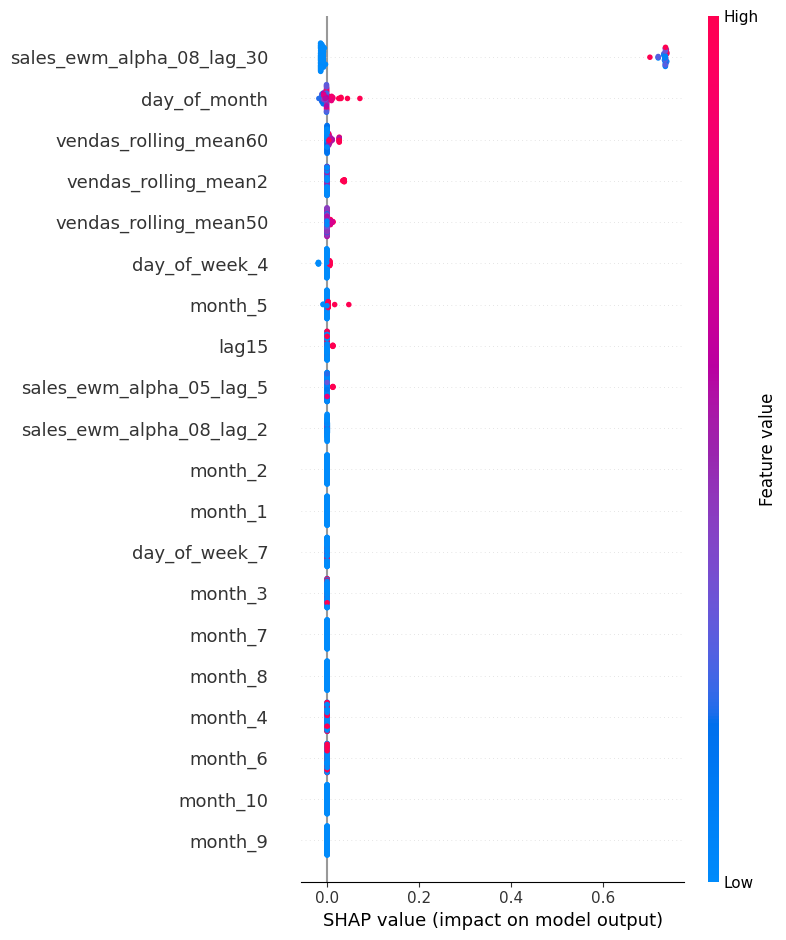 High
sales_ewm_alpha_08_lag_30
day_of_month
vendas_rolling_mean60
vendas_rolling_mean2
vendas_rolling_mean50
day_of_week_4
month_5
lag15
sales_ewm_alpha_05_lag_5
sales_ewm_alpha_08_lag_2
month_2
month_1
day_of_week_7
month_3
month_7
month_8
month_4
month_6
month_10
month_9
Feature value
Low
0.0 0.2 0.4 0.6
SHAP value (impact on model output)